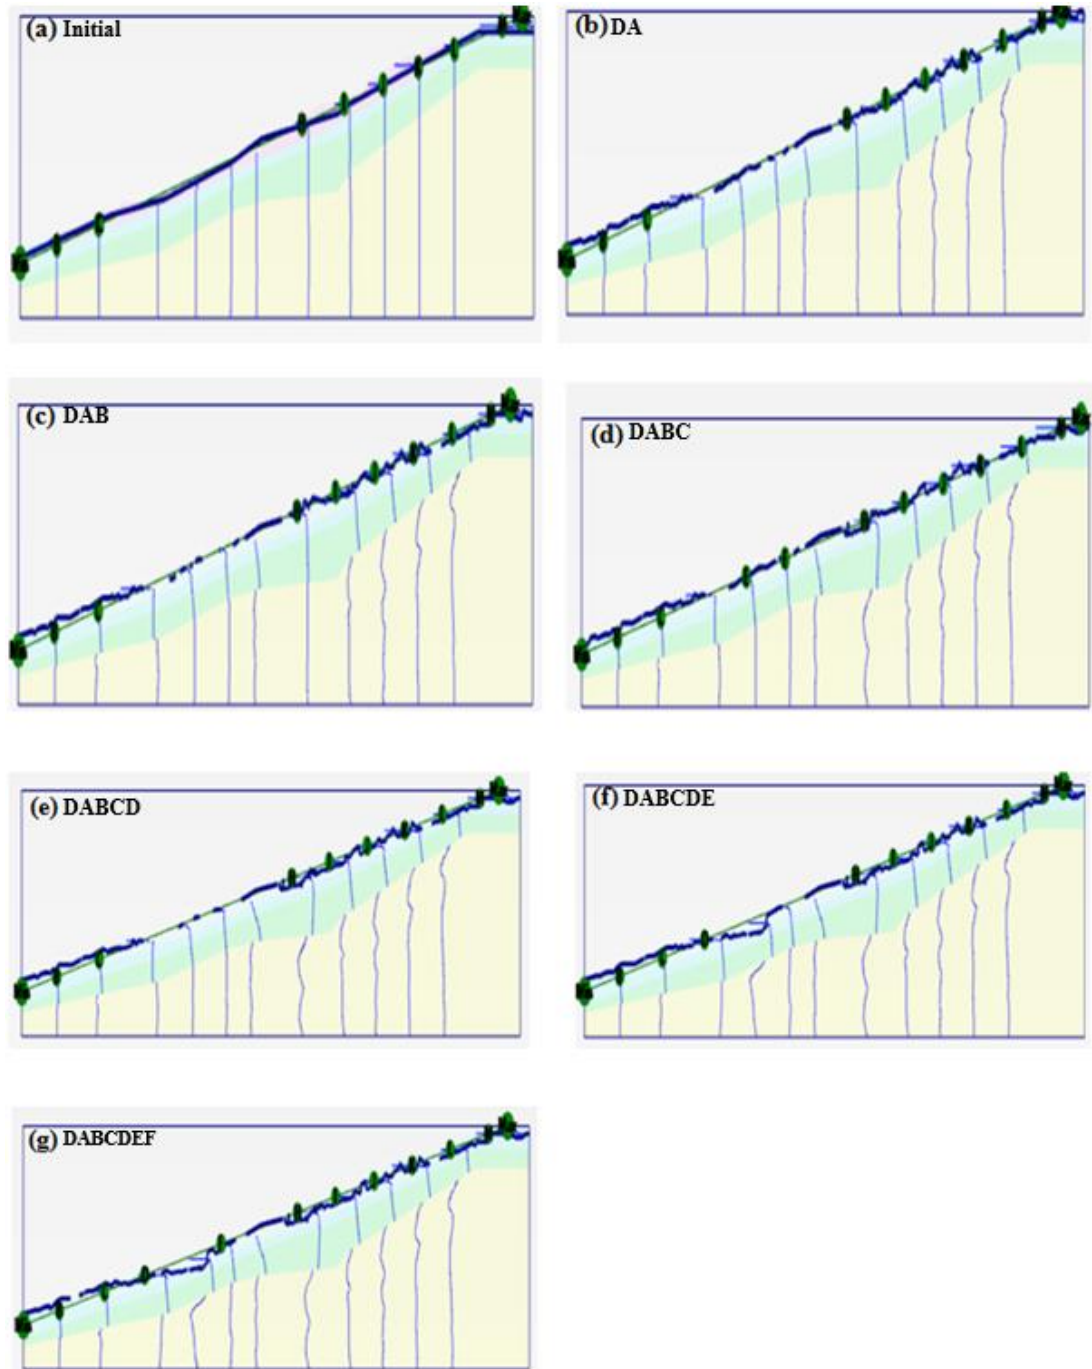 (a) Initial
(b) DA
(c) DAB
(d) DABC
(e) DABCD
(f) DABCDE
(g) DABCDEF